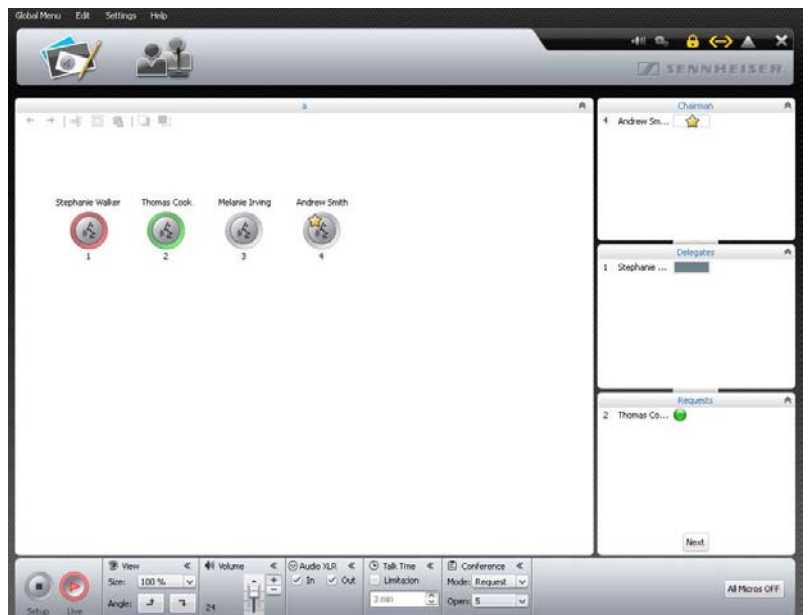 Global Menu Edit Settings Help
SENNHEISER
a
Stephanie Walker Thomas Cook Melanie Irving Andrew Smith
1 2 3 4
Chairman
4 Andrew Sm...
Delegates
1 Stephanie ...
Requests
2 Thomas Co...
Next
View Volume Audio XLR Talk Time Conference
Size: 100 % In Out Limitation Mode: Request
Angle: 24 3 min Open: 5
Setup Live All Micros OFF